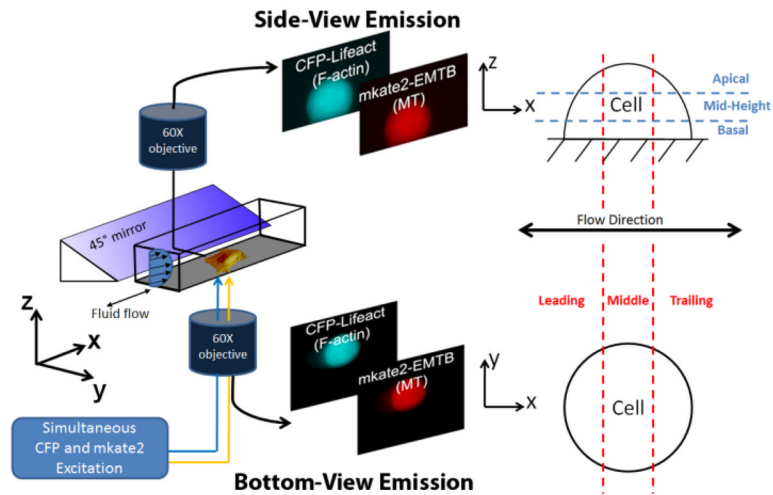 Side-View Emission
CFP-Lifeact
(F-actin)
mkate2-EMTB
(MT)
z
x
Apical
Cell
Mid-Height
Basal
60X
objective
45° mirror
Flow Direction
Fluid flow
z
x
y
Leading
Middle
Trailing
60X
objective
CFP-Lifeact
(F-actin)
mkate2-EMTB
(MT)
y
x
Cell
Simultaneous
CFP and mkate2
Excitation
Bottom-View Emission